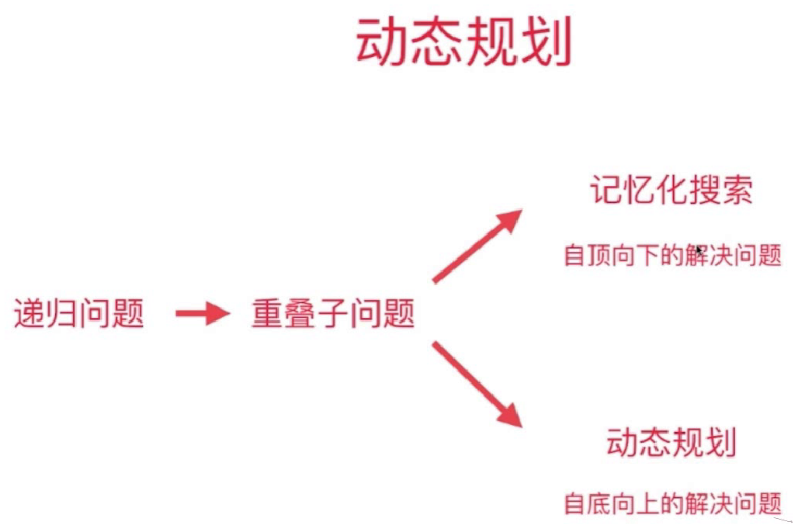 动态规划
记忆化搜索
自顶向下的解决问题
递归问题
重叠子问题
动态规划
自底向上的解决问题